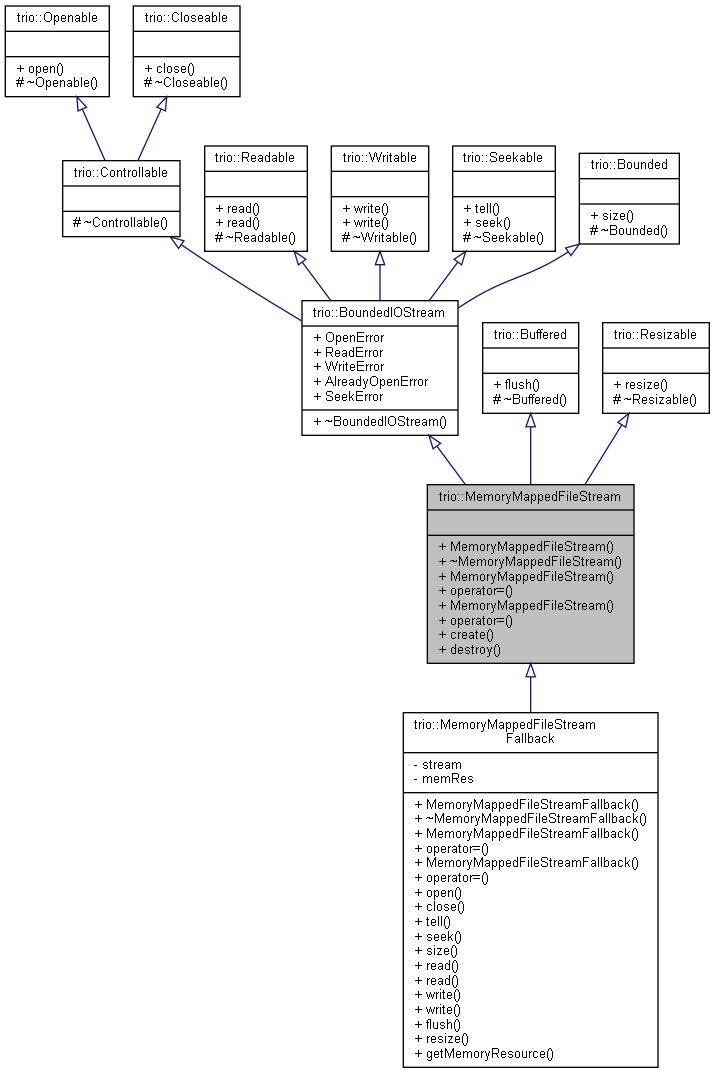 trio::Openable
+ open()
# ~Openable()
trio::Closeable
+ close()
# ~Closeable()
trio::Controllable
# ~Controllable()
trio::Readable
+ read()
+ read()
# ~Readable()
trio::Writable
+ write()
+ write()
# ~Writable()
trio::Seekable
+ tell()
+ seek()
# ~Seekable()
trio::Bounded
+ size()
# ~Bounded()
trio::BoundedIOStream
+ OpenError
+ ReadError
+ WriteError
+ AlreadyOpenError
+ SeekError
+ ~BoundedIOStream()
trio::Buffered
+ flush()
# ~Buffered()
trio::Resizable
+ resize()
# ~Resizable()
trio::MemoryMappedFileStream
+ MemoryMappedFileStream()
+ ~MemoryMappedFileStream()
+ MemoryMappedFileStream()
+ operator=()
+ MemoryMappedFileStream()
+ operator=()
+ create()
+ destroy()
trio::MemoryMappedFileStream
Fallback
- stream
- memRes
+ MemoryMappedFileStreamFallback()
+ ~MemoryMappedFileStreamFallback()
+ MemoryMappedFileStreamFallback()
+ operator=()
+ MemoryMappedFileStreamFallback()
+ operator=()
+ open()
+ close()
+ tell()
+ seek()
+ size()
+ read()
+ read()
+ write()
+ write()
+ flush()
+ resize()
+ getMemoryResource()